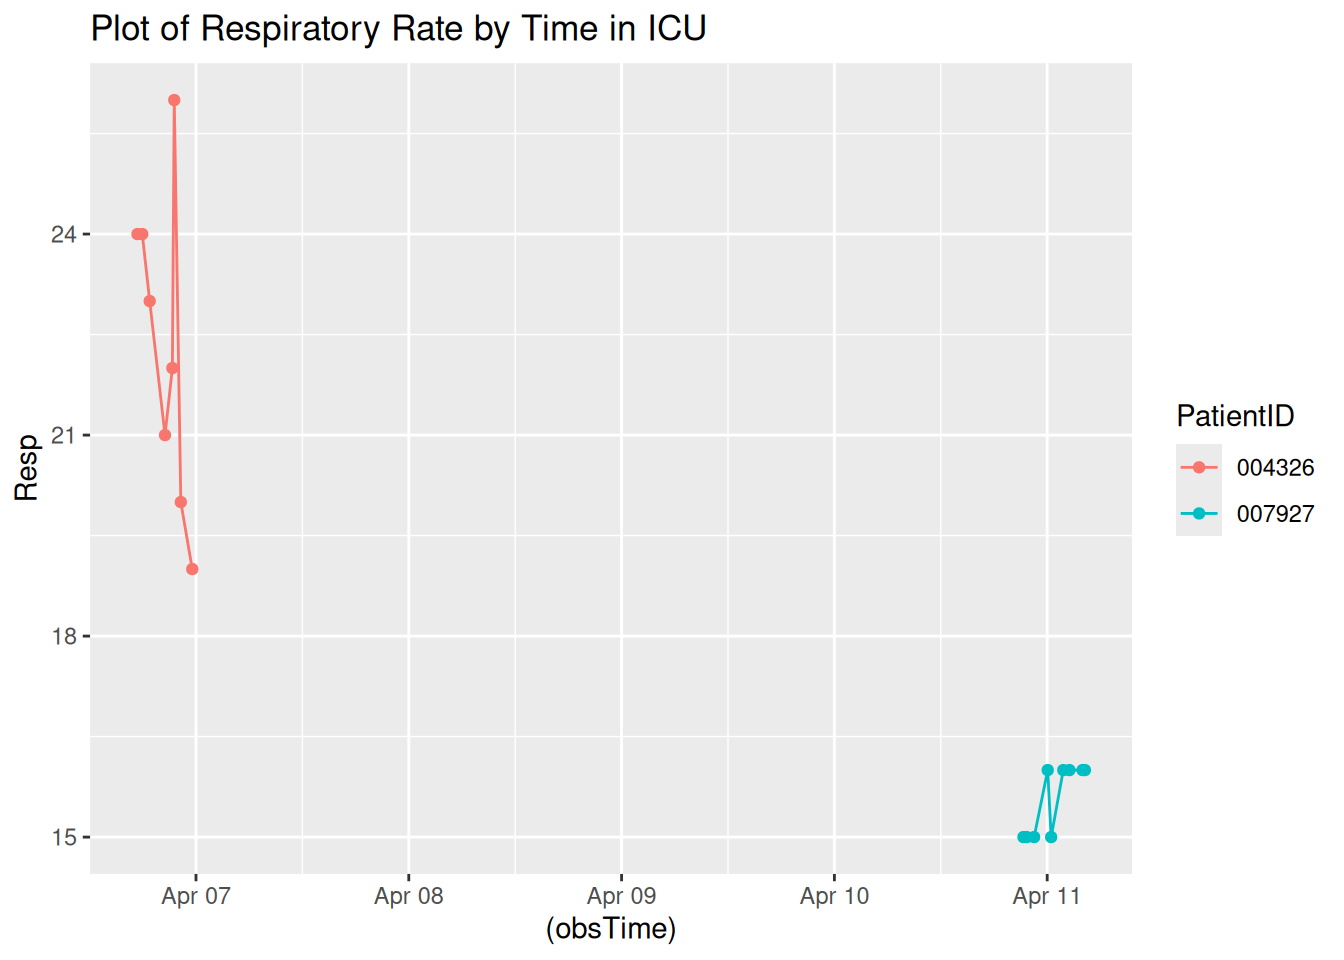 Plot of Respiratory Rate by Time in ICU
24
21
18
15
Resp
Apr 07 Apr 08 Apr 09 Apr 10 Apr 11
(obsTime)
PatientID
004326
007927